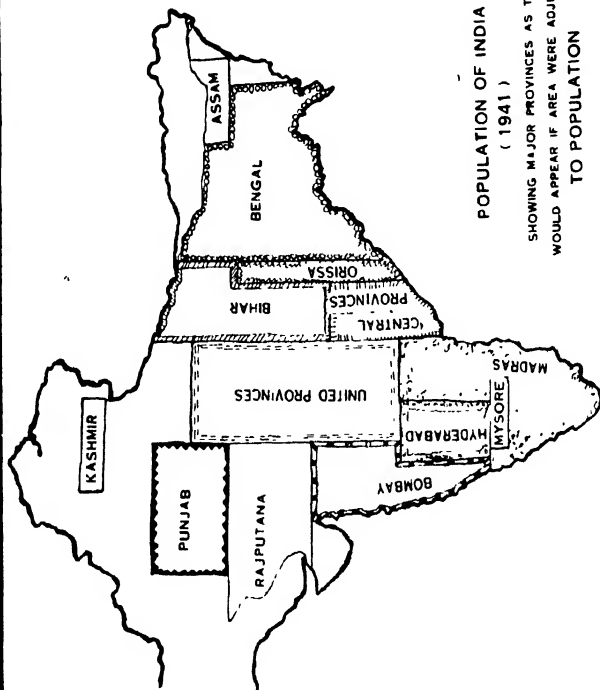 POPULATION OF INDIA
( 1941 )
SHOWING MAJOR PROVINCES AS
WOULD APPEAR IF AREA WERE
TO POPULATION
KASHMIR
PUNJAB
RAJPUTANA
UNITED PROVINCES
BIHAR
ORISSA
CENTRAL
PROVINCES
BENGAL
ASSAM
BOMBAY
HYDERABAD
MYSORE
MADRAS